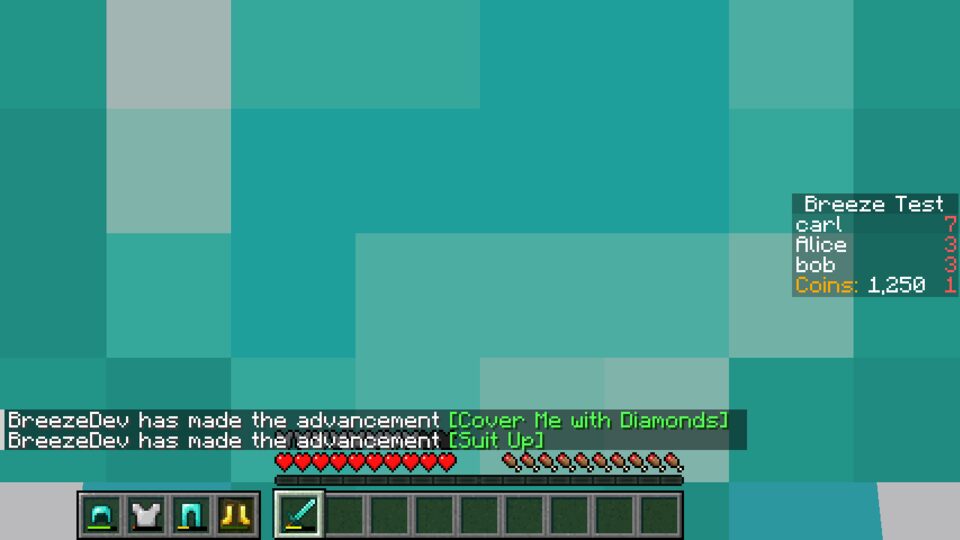 Breeze Test
carl 7
Alice 3
bob 3
Coins: 1,250 1
BreezeDev has made the advancement [Cover Me with Diamonds]
BreezeDev has made the advancement [Suit Up]